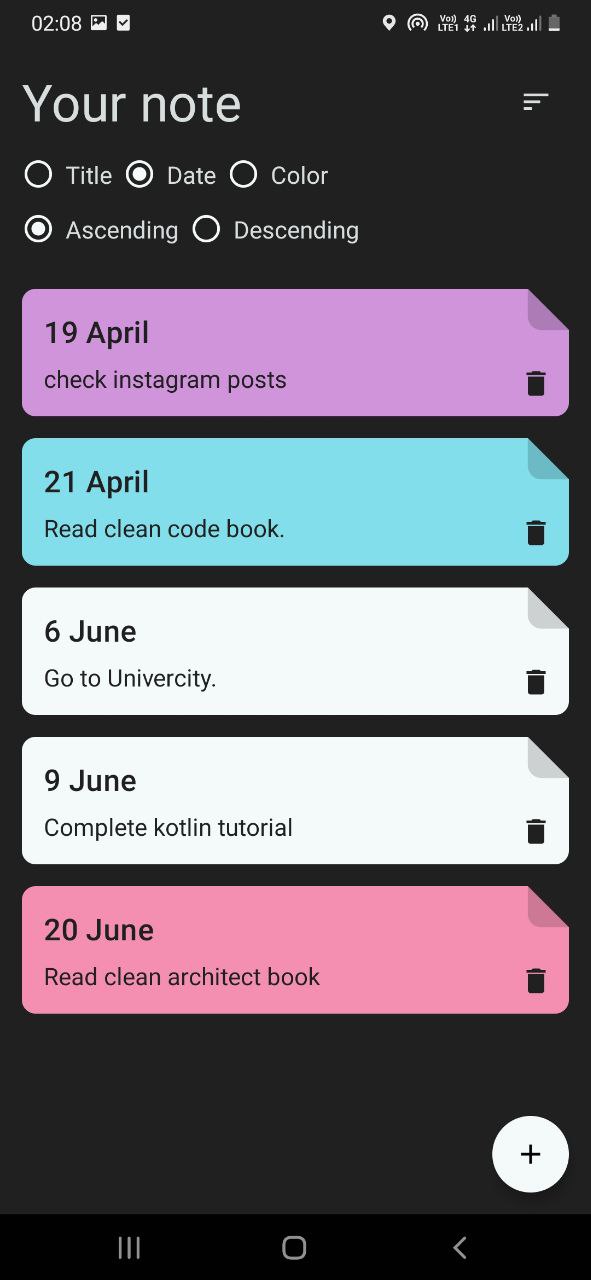 02:08 Vo)) LTE1 4G Vo)) LTE2
Your note
Title Date Color
Ascending Descending
19 April
check instagram posts
21 April
Read clean code book.
6 June
Go to Univercity.
9 June
Complete kotlin tutorial
20 June
Read clean architect book